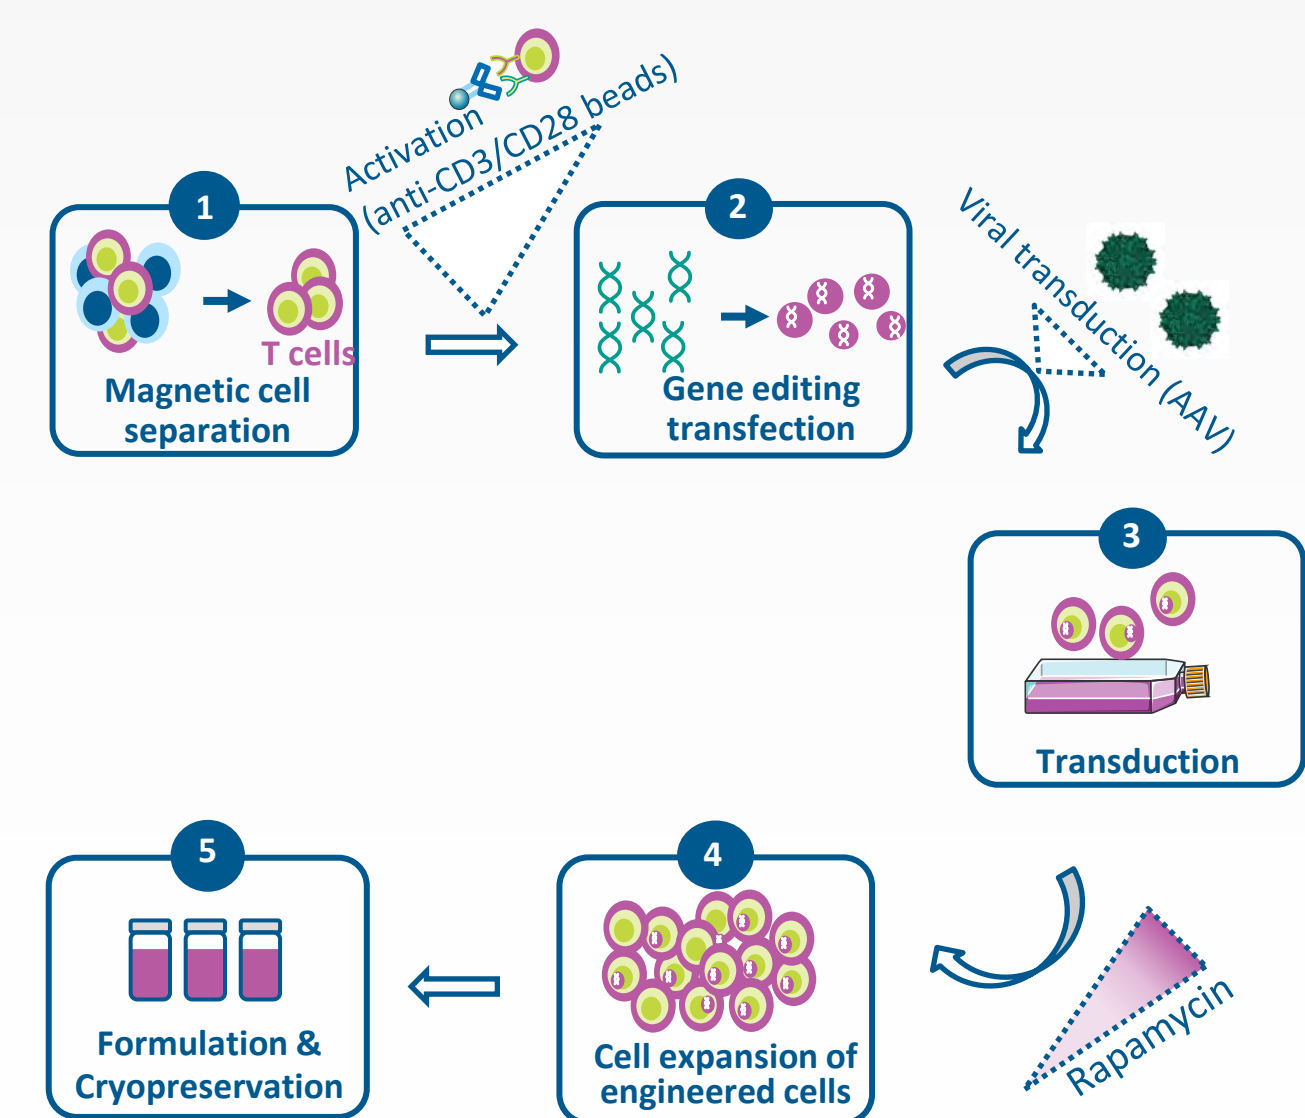 1
T cells
Magnetic cell
separation
Activation
(anti-CD3/CD28 beads)
2
Gene editing
transfection
Viral transduction (AAV)
3
Transduction
Rapamycin
4
Cell expansion of
engineered cells
5
Formulation &
Cryopreservation